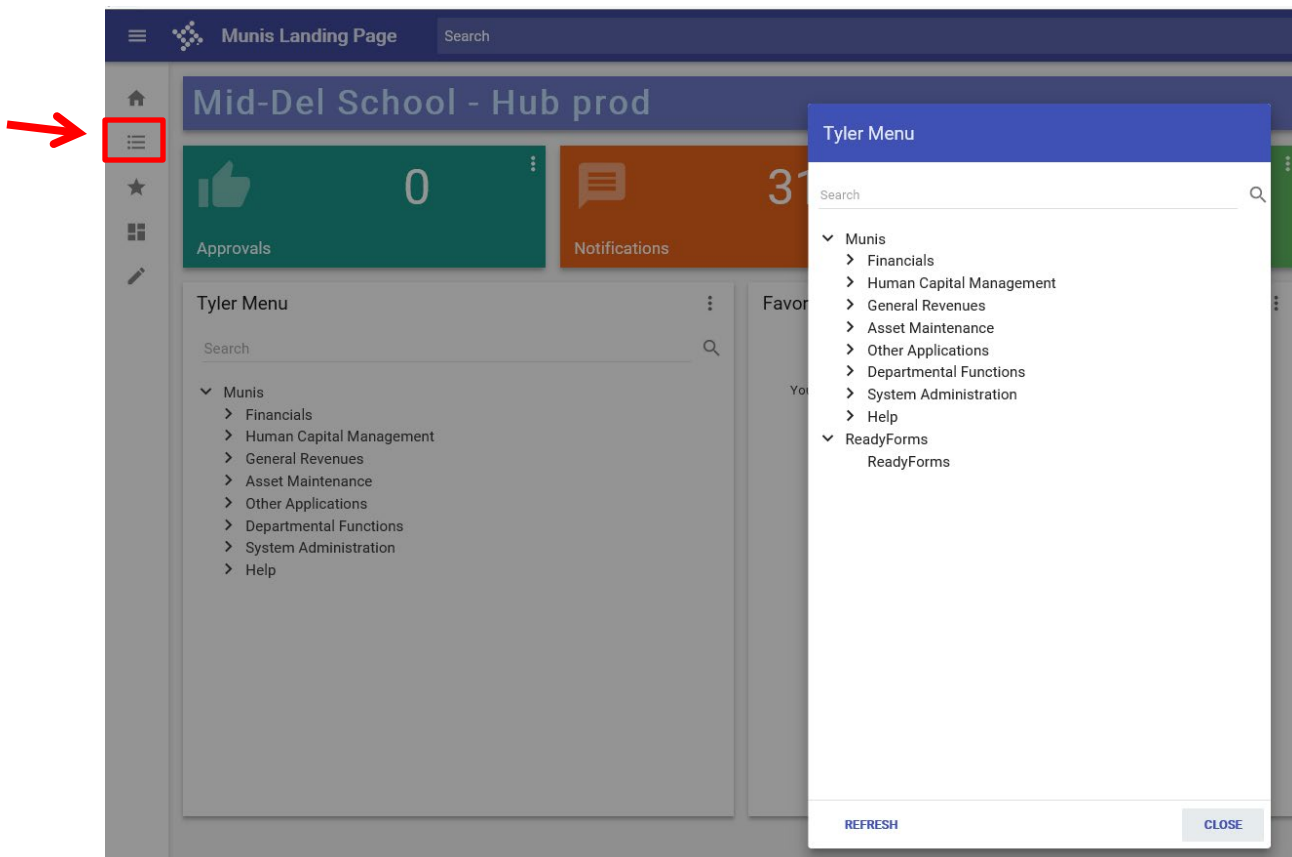 Munis Landing Page
Search
Mid-Del School - Hub prod
0
Approvals
Notifications
Tyler Menu
Search
Munis
Financials
Human Capital Management
General Revenues
Asset Maintenance
Other Applications
Departmental Functions
System Administration
Help
Tyler Menu
Search
Munis
Financials
Human Capital Management
General Revenues
Asset Maintenance
Other Applications
Departmental Functions
System Administration
Help
ReadyForms
ReadyForms
REFRESH
CLOSE